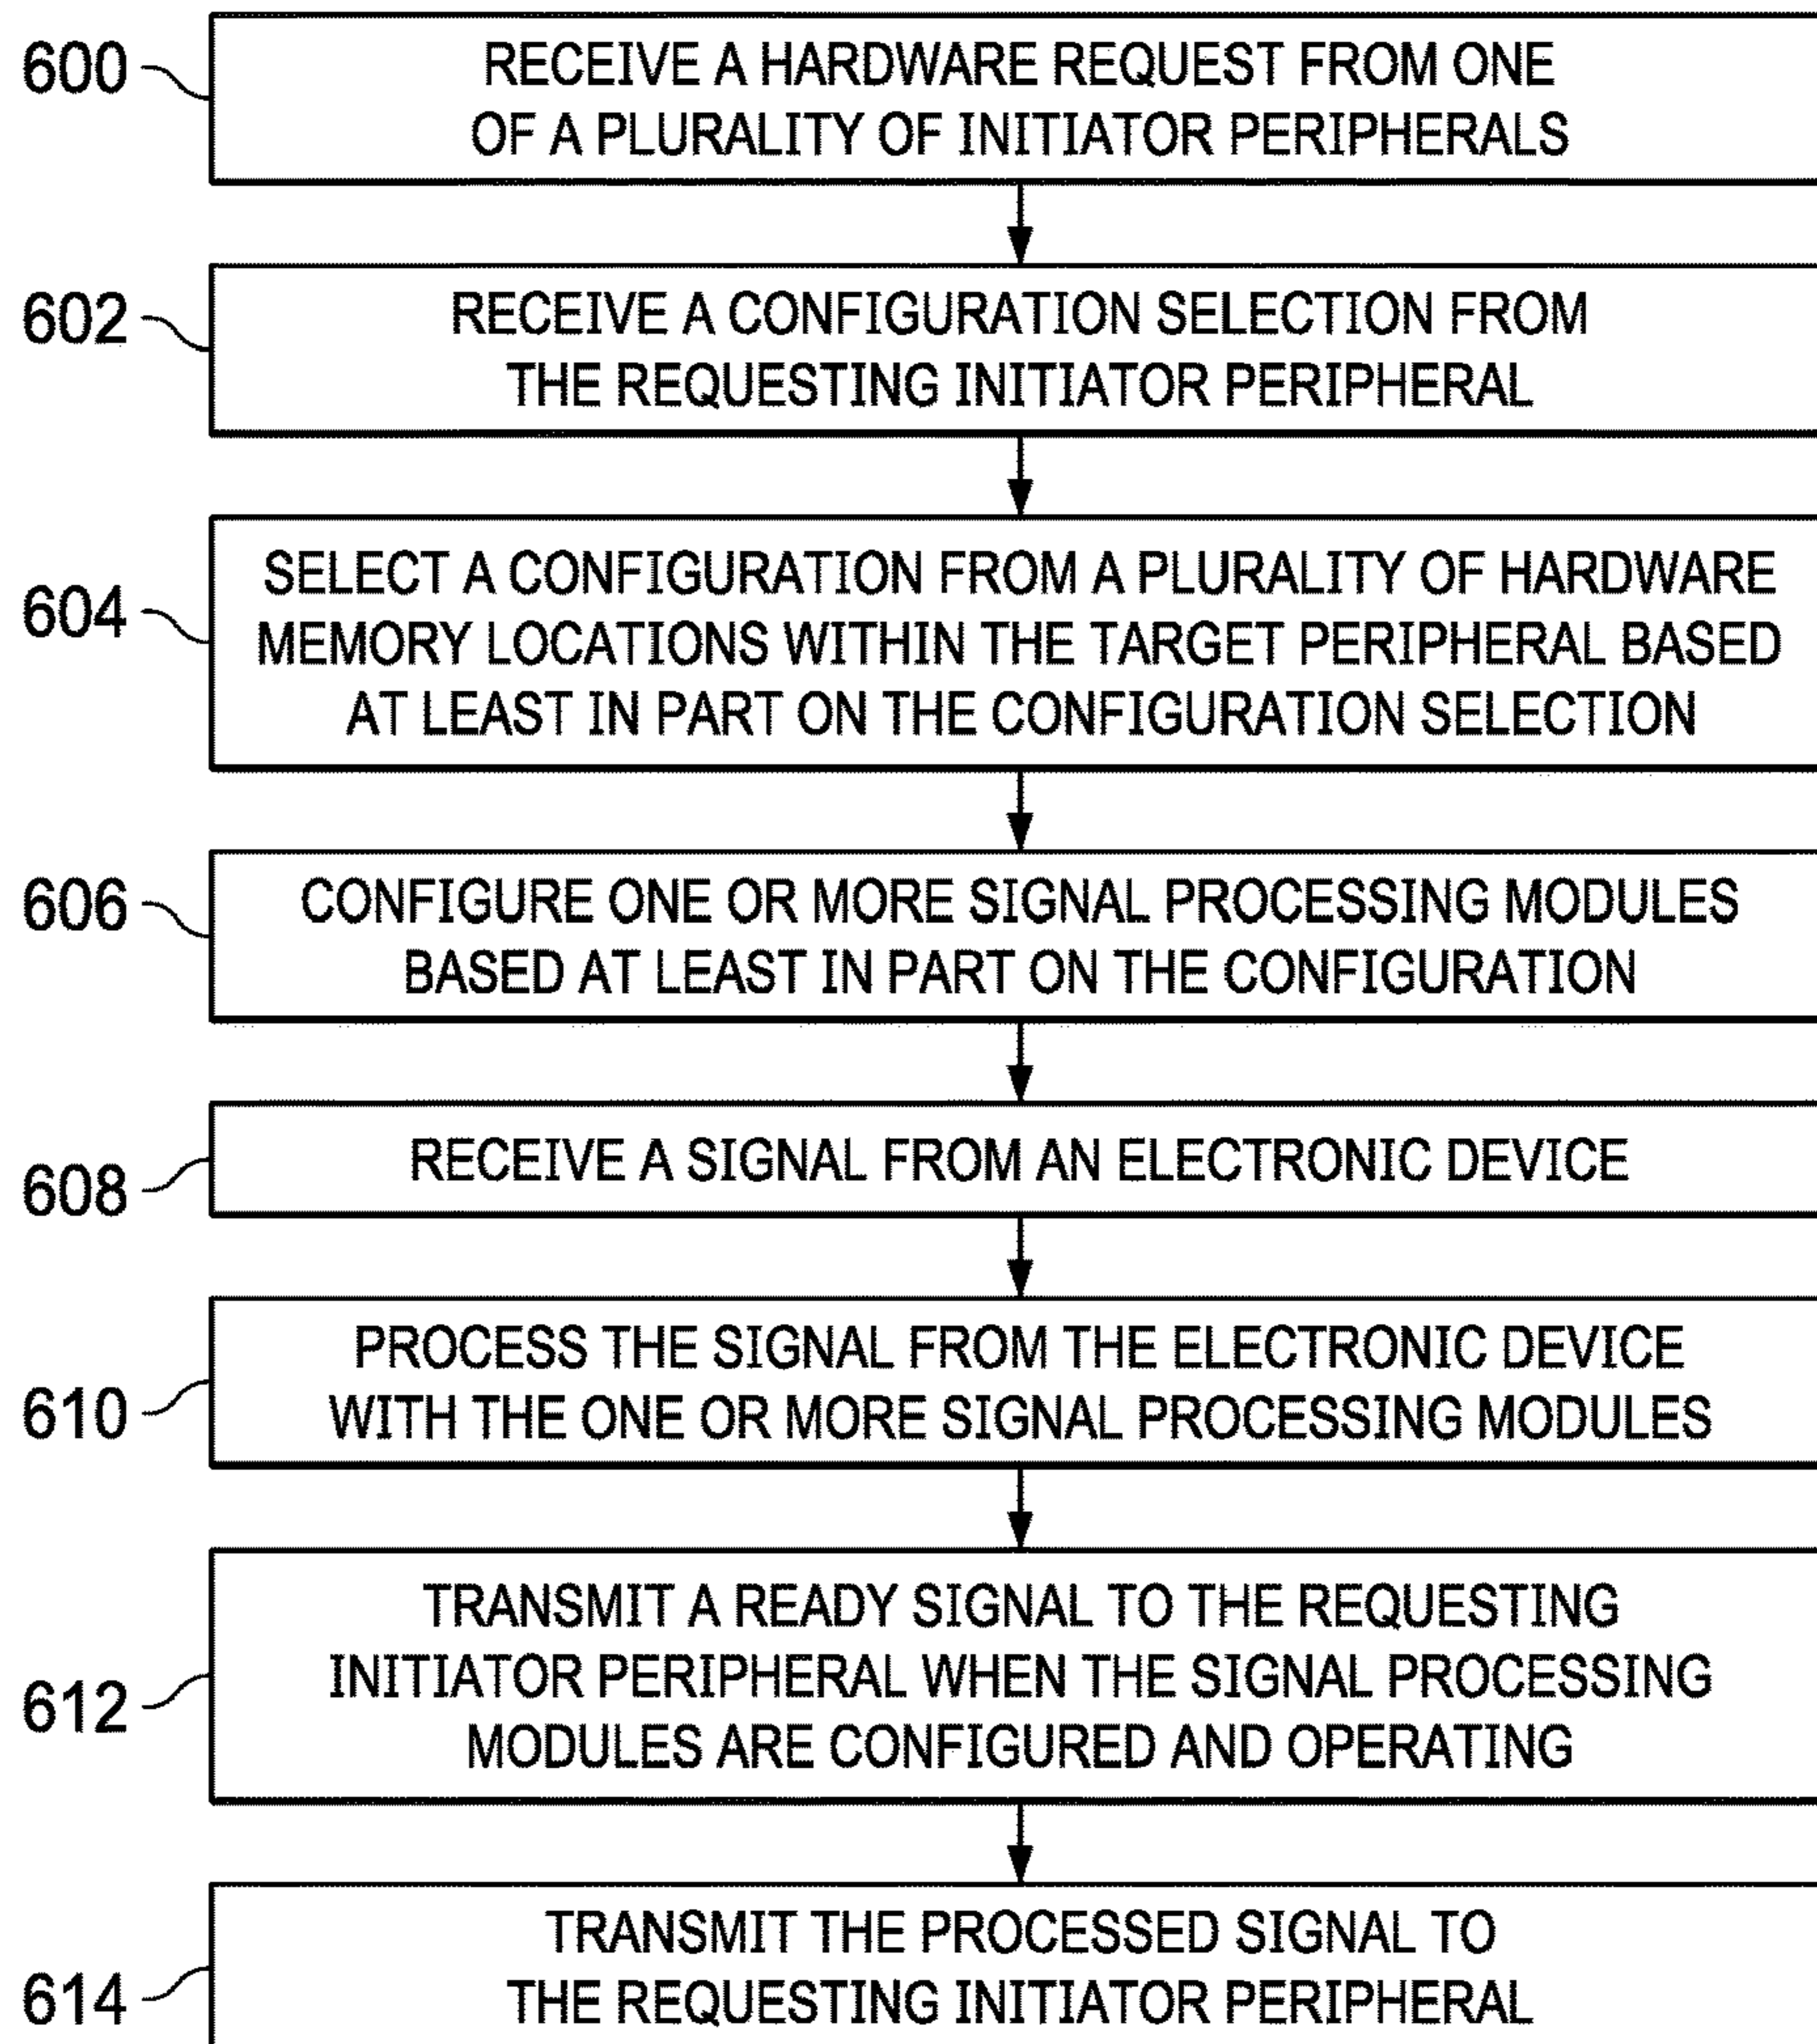 600
RECEIVE A HARDWARE REQUEST FROM ONE
OF A PLURALITY OF INITIATOR PERIPHERALS
602
RECEIVE A CONFIGURATION SELECTION FROM
THE REQUESTING INITIATOR PERIPHERAL
604
SELECT A CONFIGURATION FROM A PLURALITY OF HARDWARE
MEMORY LOCATIONS WITHIN THE TARGET PERIPHERAL BASED
AT LEAST IN PART ON THE CONFIGURATION SELECTION
606
CONFIGURE ONE OR MORE SIGNAL PROCESSING MODULES
BASED AT LEAST IN PART ON THE CONFIGURATION
608
RECEIVE A SIGNAL FROM AN ELECTRONIC DEVICE
610
PROCESS THE SIGNAL FROM THE ELECTRONIC DEVICE
WITH THE ONE OR MORE SIGNAL PROCESSING MODULES
612
TRANSMIT A READY SIGNAL TO THE REQUESTING
INITIATOR PERIPHERAL WHEN THE SIGNAL PROCESSING
MODULES ARE CONFIGURED AND OPERATING
614
TRANSMIT THE PROCESSED SIGNAL TO
THE REQUESTING INITIATOR PERIPHERAL